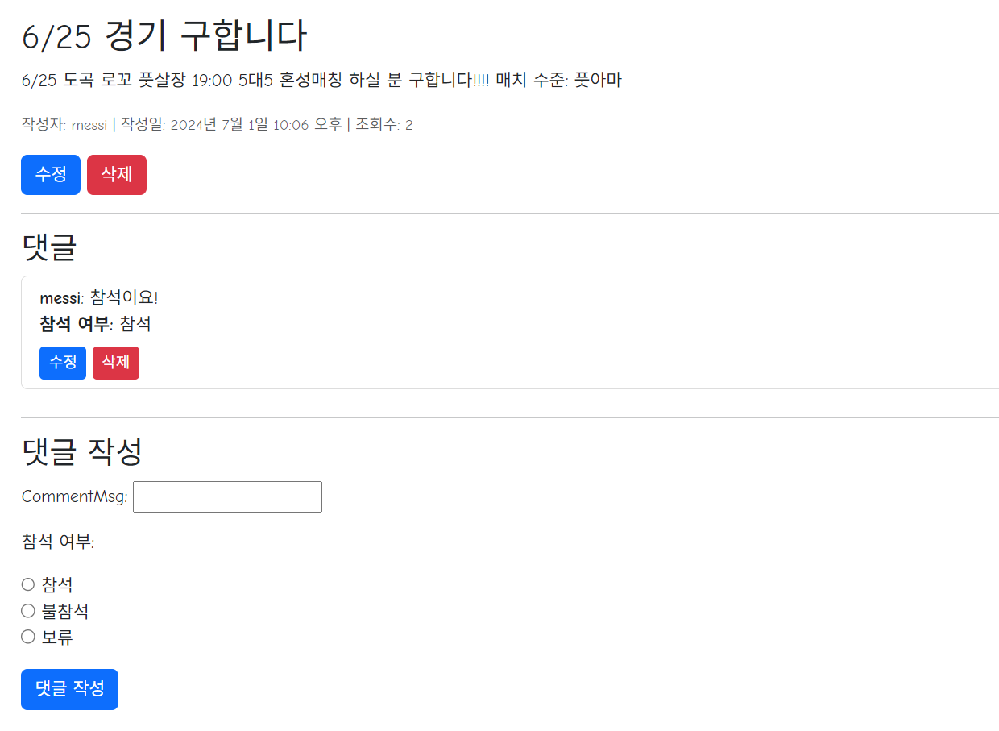 6/25 경기 구합니다
6/25 도곡 로꼬 풋살장 19:00 5대5 혼성매칭 하실 분 구합니다!!!! 매치 수준: 풋아마
작성자: messi | 작성일: 2024년 7월 1일 10:06 오후 | 조회수: 2
수정 삭제
댓글
messi: 참석이요!
참석 여부: 참석
수정 삭제
댓글 작성
CommentMsg:
참석 여부:
참석
불참석
보류
댓글 작성